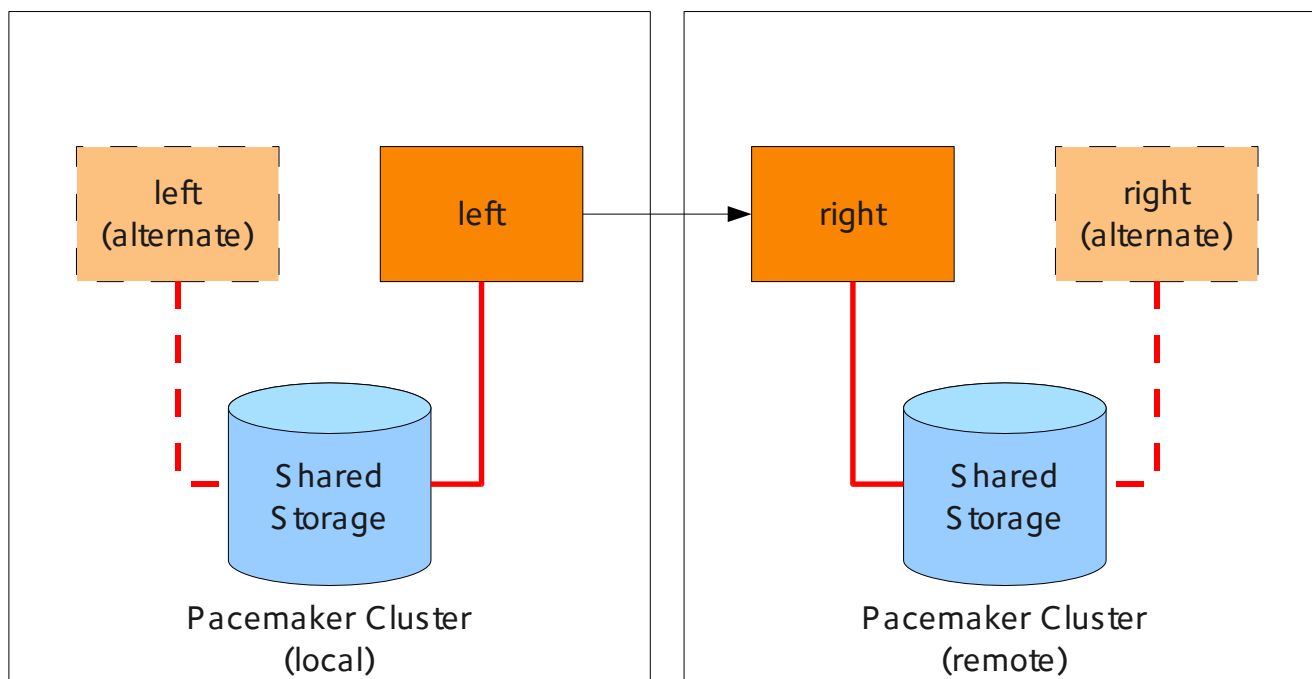 left
(alternate)
left
right
right
(alternate)
Shared
Storage
Shared
Storage
Pacemaker Cluster
(local)
Pacemaker Cluster
(remote)